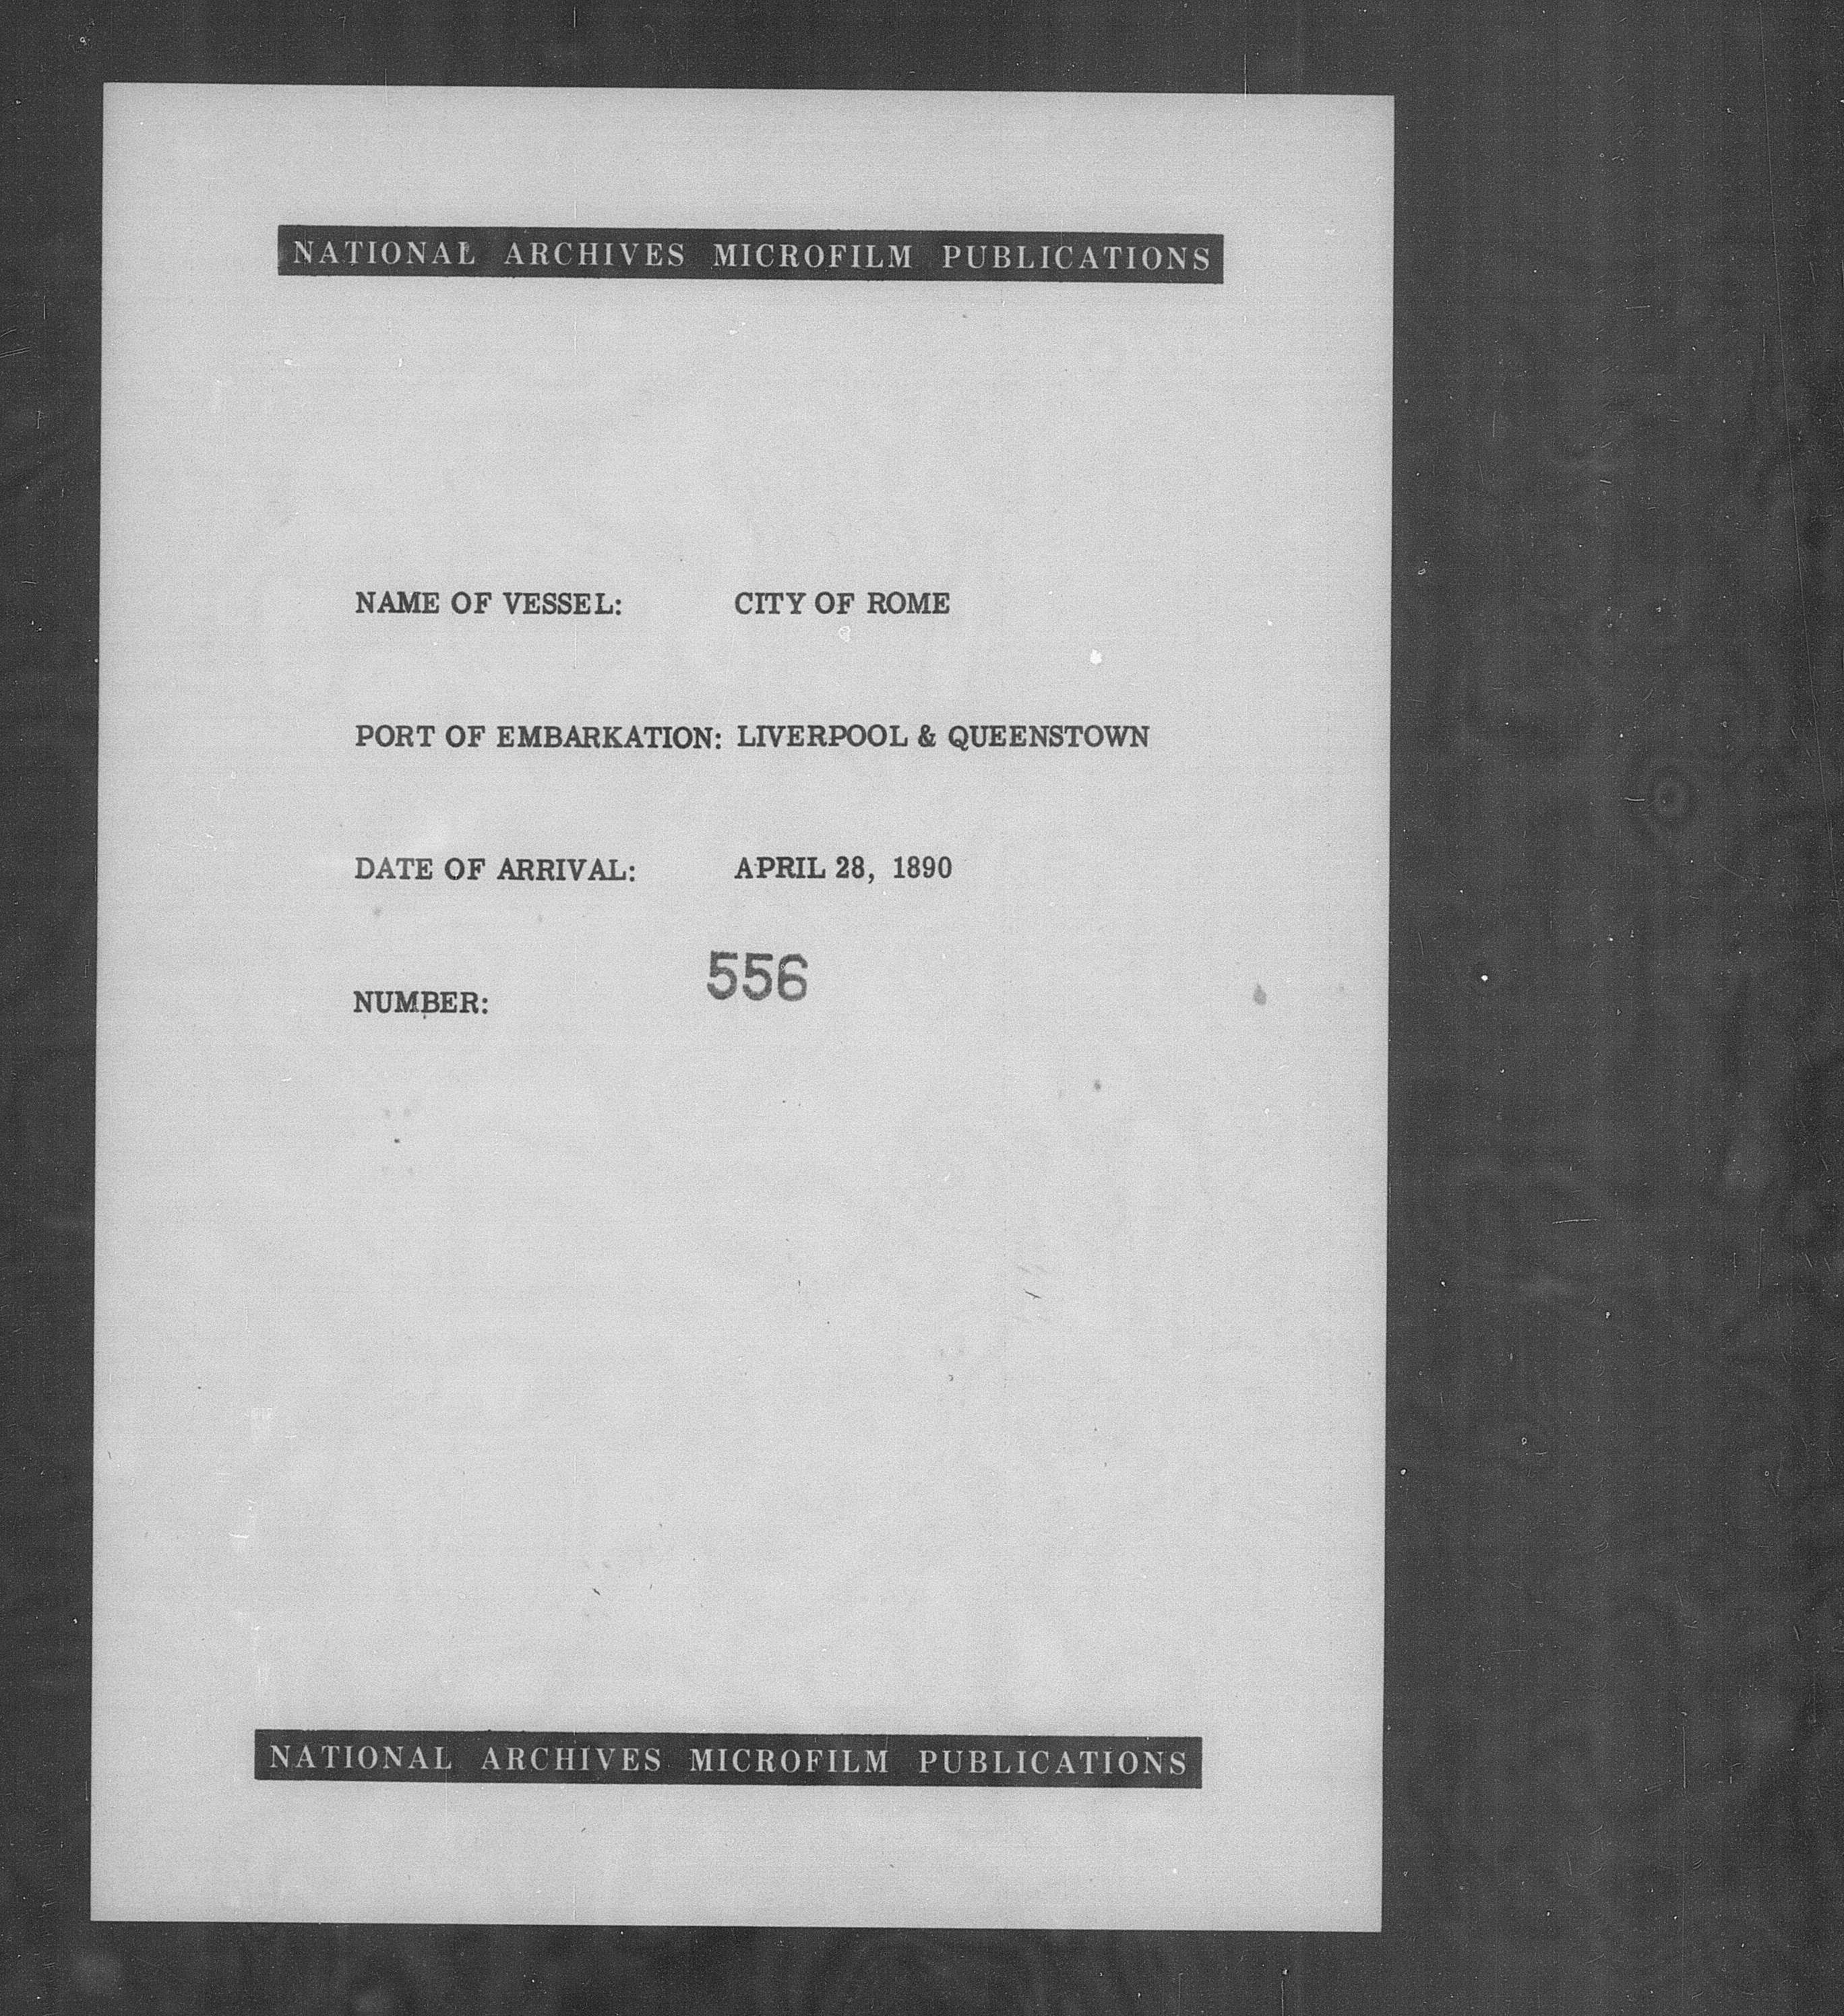 NATIONAL ARCHIVES MICROFILM PUBLICATIONS
NAME OF VESSEL: CITY OF ROME
PORT OF EMBARKATION: LIVERPOOL & QUEENSTOWN
DATE OF ARRIVAL: APRIL 28, 1890
NUMBER: 556
NATIONAL ARCHIVES MICROFILM PUBLICATIONS